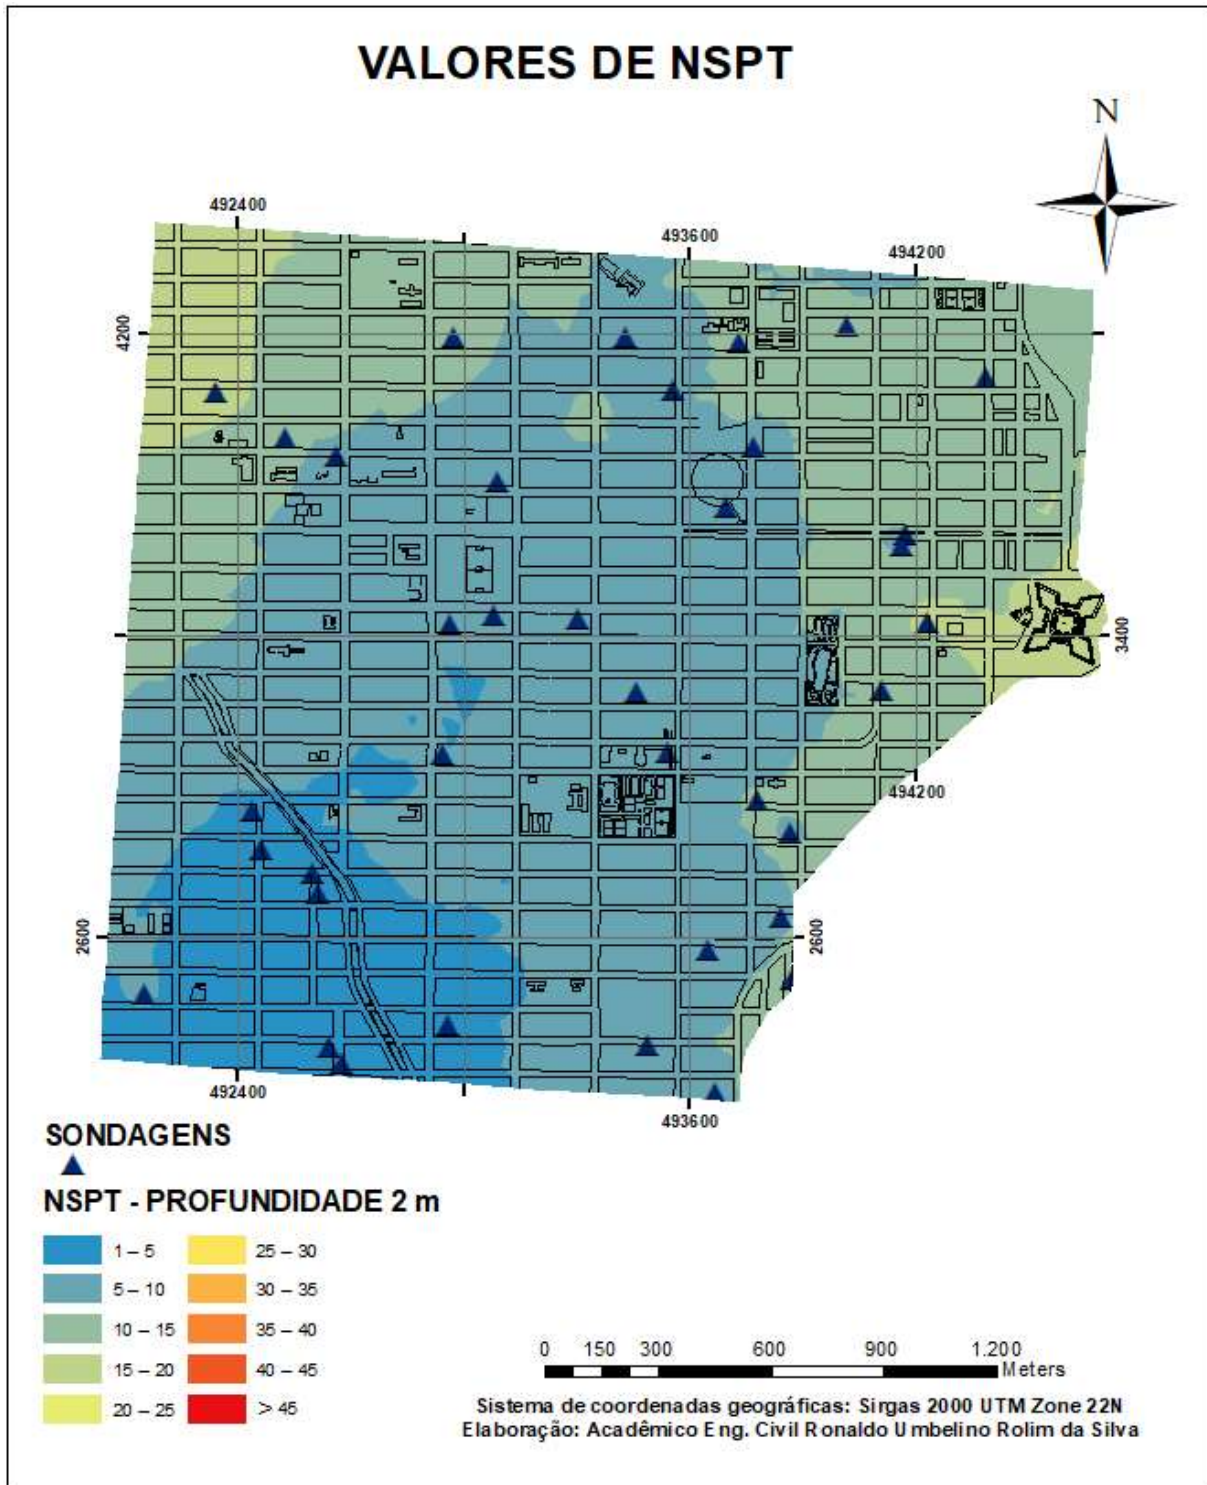 VALORES DE NSPT
N
492400
493600
494200
4200
3400
494200
2600
2600
492400
493600
SONDAGENS
NSPT - PROFUNDIDADE 2 m
1 – 5
25 – 30
5 – 10
30 – 35
10 – 15
35 – 40
15 – 20
40 – 45
20 – 25
> 45
0 150 300 600 900 1.200
Meters
Sistema de coordenadas geográficas: Sirgas 2000 UTM Zone 22N
Elaboração: Acadêmico Eng. Civil Ronaldo Umbelino Rolim da Silva